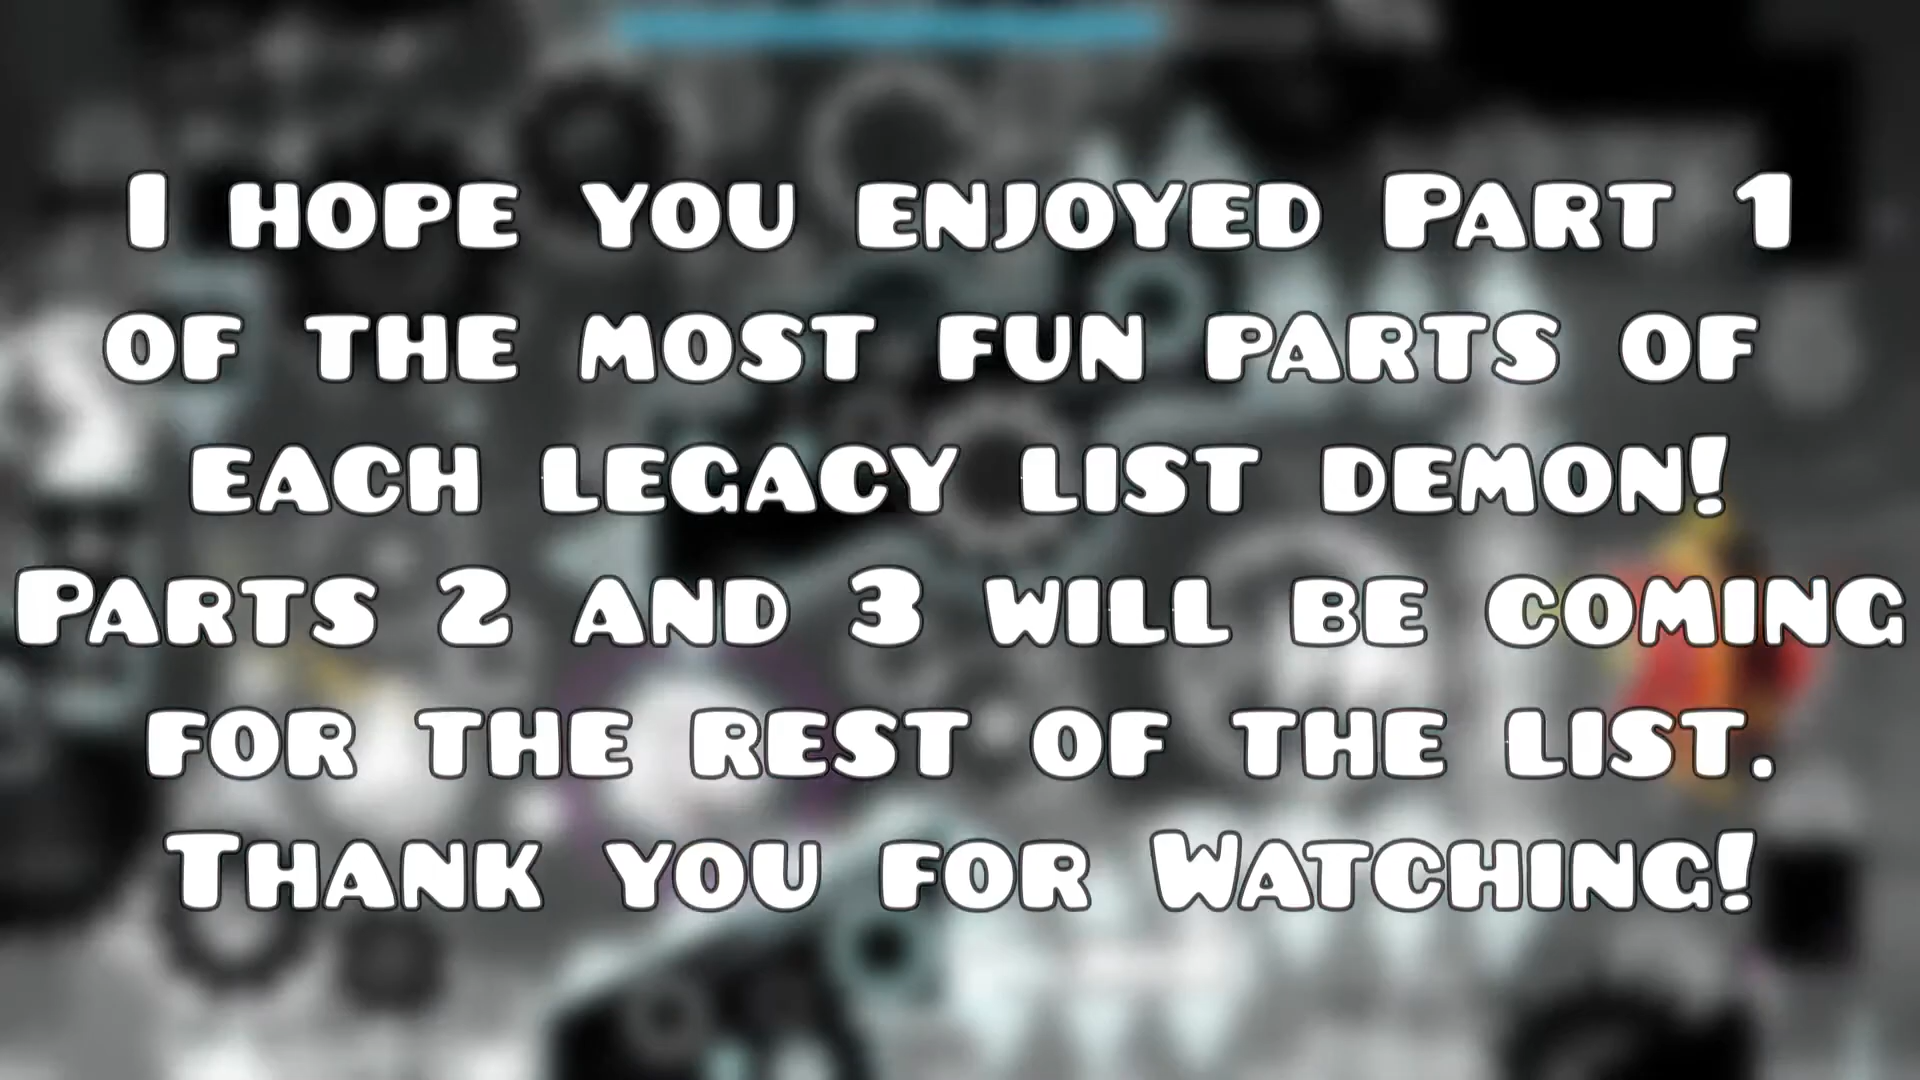 I HOPE YOU ENJOYED PART 1
OF THE MOST FUN PARTS OF
EACH LEGACY LIST DEMON!
PARTS 2 AND 3 WILL BE COMING
FOR THE REST OF THE LIST.
THANK YOU FOR WATCHING!